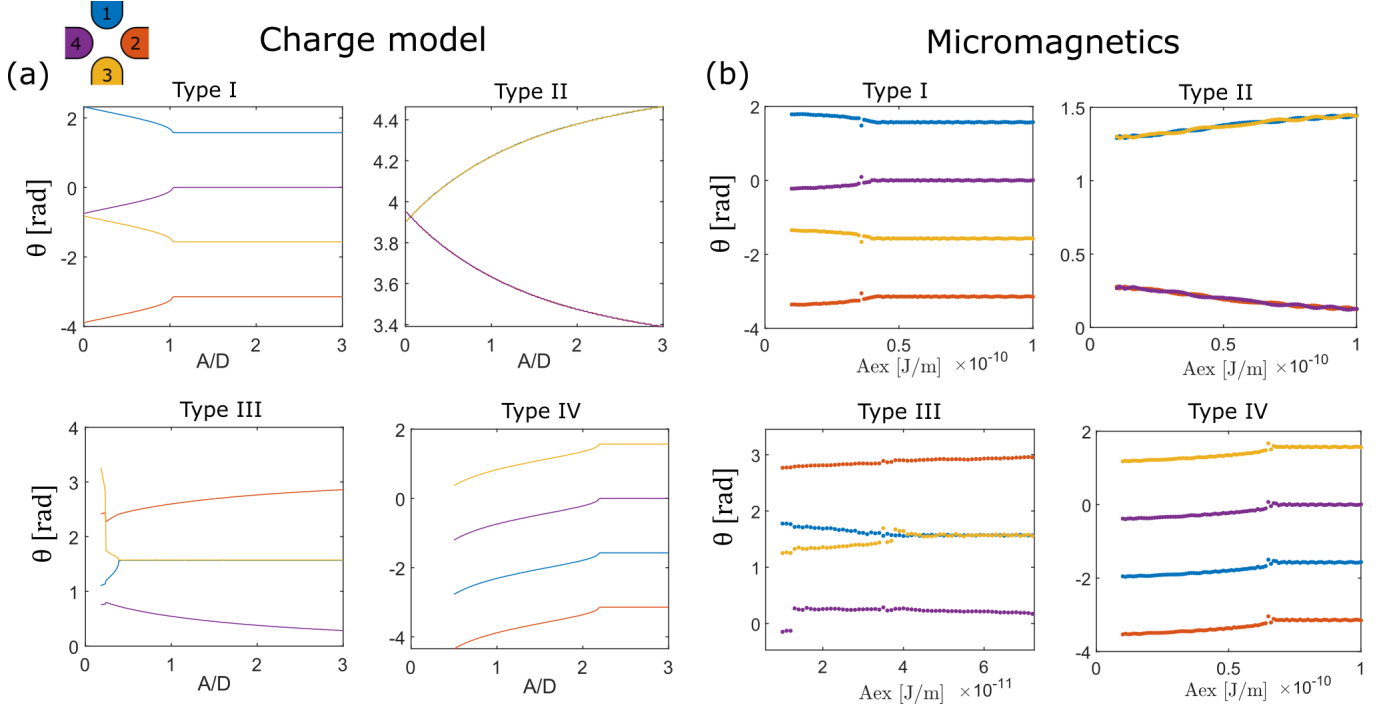 1
4
2
3
Charge model
Micromagnetics
(a)
(b)
Type I
2
0
-2
-4
θ [rad]
0
1
2
3
A/D
Type II
4.4
4.2
4
3.8
3.6
3.4
0
1
2
3
A/D
Type I
2
0
-2
-4
θ [rad]
0
0.5
1
Aex [J/m] ×10-10
Type II
1.5
1
0.5
0
0
0.5
1
Aex [J/m] ×10-10
Type III
4
3
2
1
0
θ [rad]
0
1
2
3
A/D
Type IV
2
0
-2
-4
0
1
2
3
A/D
Type III
3
2
1
0
θ [rad]
2
4
6
Aex [J/m] ×10-11
Type IV
2
0
-2
-4
0
0.5
1
Aex [J/m] ×10-10